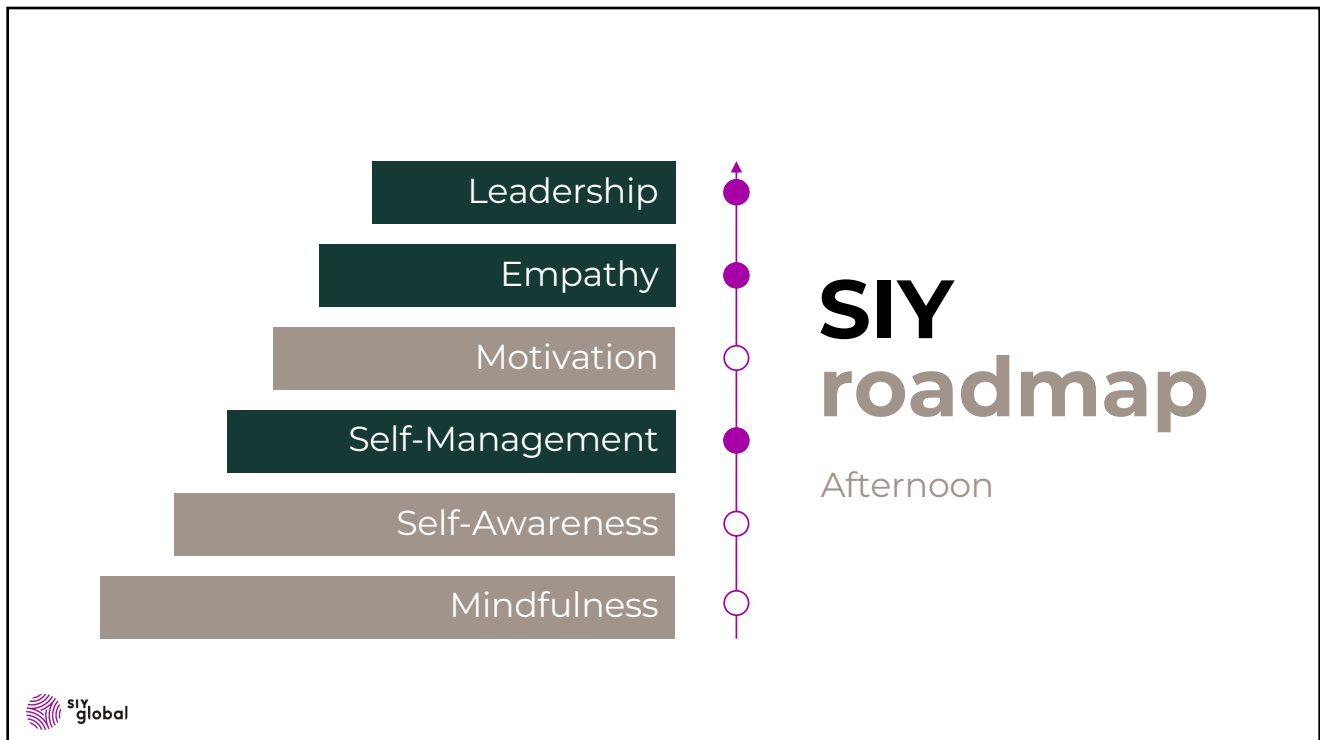 Leadership
Empathy
Motivation
Self-Management
Self-Awareness
Mindfulness
SIY
roadmap
Afternoon
SIY
global